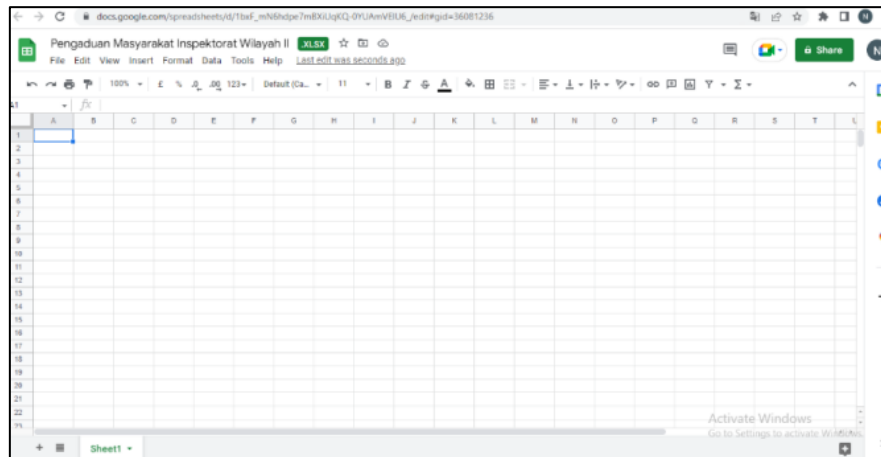 docs.google.com/spreadsheets/d/1bxF_mN6hdpe7m8XiUqKQ-0YUAmVEIU6_/edit#gid=36081236
Pengaduan Masyarakat Inspektorat Wilayah II .XLSX
Share N
File Edit View Insert Format Data Tools Help Last edit was seconds ago
100% £ % .0 .00 123 Default (Ca... 11 B I S A
A1 fx
A B C D E F G H I J K L M N O P Q R S T U
1
2
3
4
5
6
7
8
9
10
11
12
13
14
15
16
17
18
19
20
21
22
23
Activate Windows
Go to Settings to activate Windows.
Sheet1